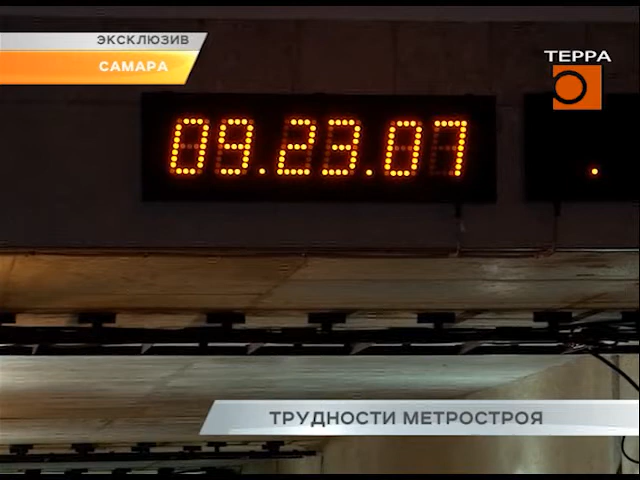 ЭКСКЛЮЗИВ
САМАРА
ТЕРРА
09.23.07
ТРУДНОСТИ МЕТРОСТРОЯ